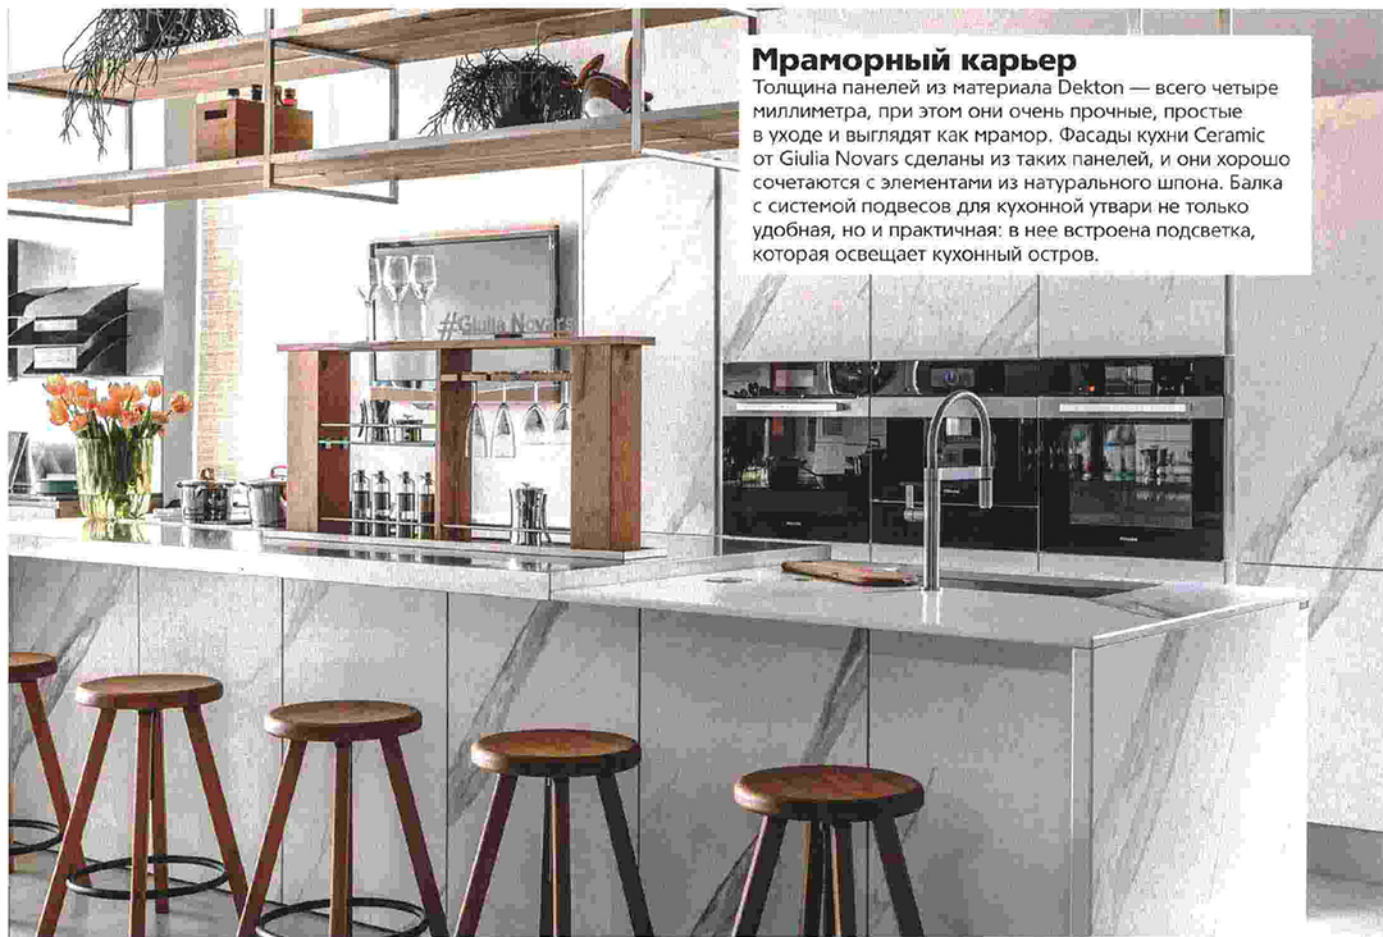 Мраморный карьер
Толщина панелей из материала Dekton — всего четыре
миллиметра, при этом они очень прочные, простые
в уходе и выглядят как мрамор. Фасады кухни Ceramic
от Giulia Novars сделаны из таких панелей, и они хорошо
сочетаются с элементами из натурального шпона. Балка
с системой подвесов для кухонной утвари не только
удобная, но и практичная: в нее встроена подсветка,
которая освещает кухонный остров.
#Giulia Novars